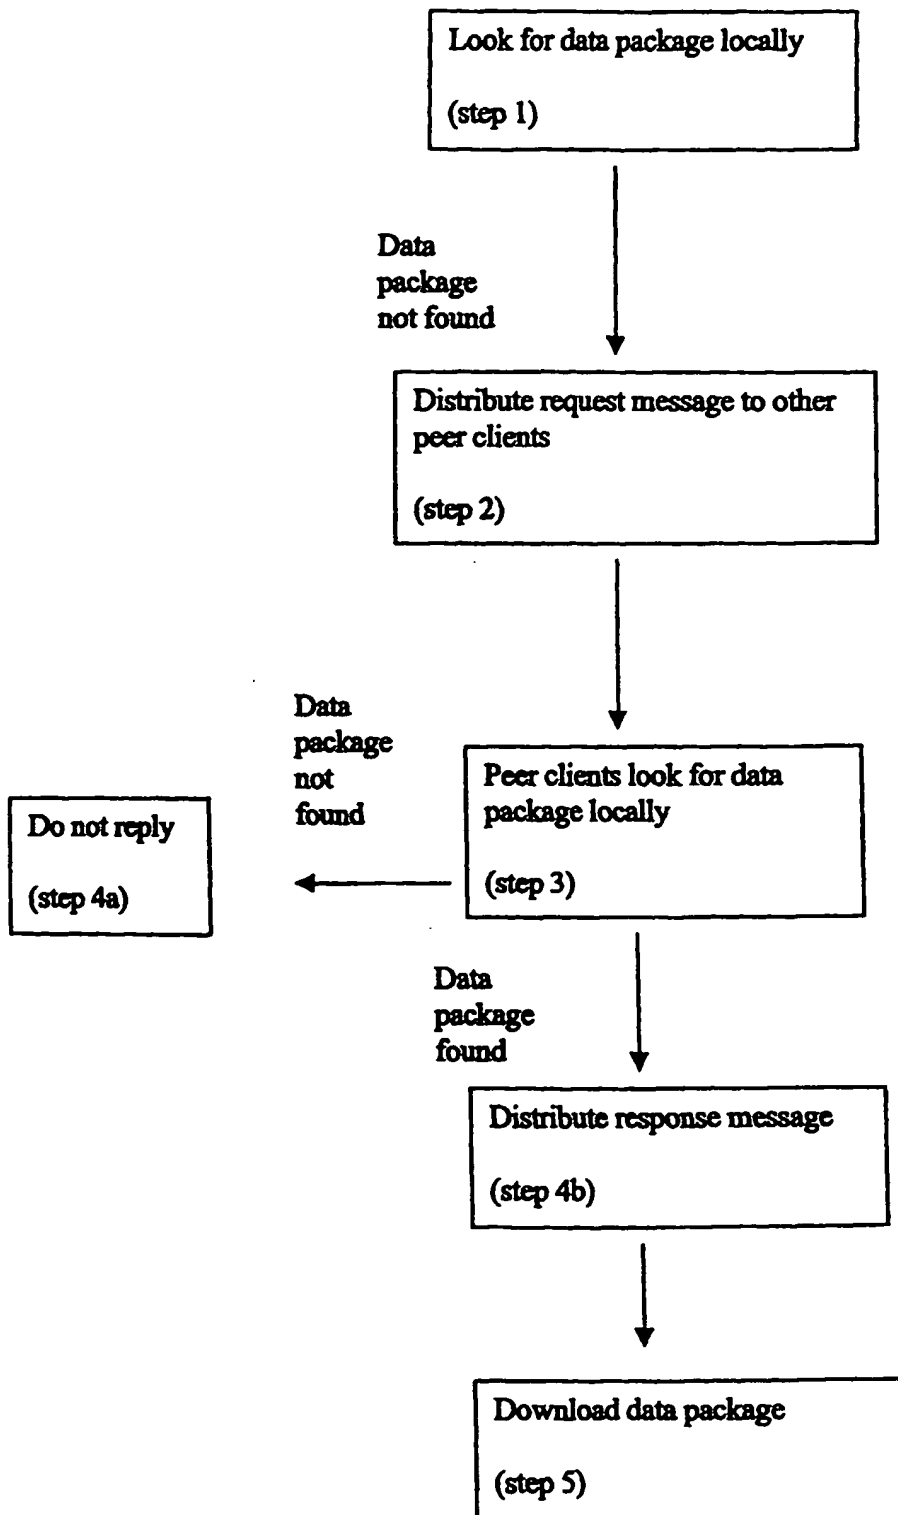 Look for data package locally
(step 1)
Data
package
not found
Distribute request message to other
peer clients
(step 2)
Data
package
not
found
Peer clients look for data
package locally
(step 3)
Do not reply
(step 4a)
Data
package
found
Distribute response message
(step 4b)
Download data package
(step 5)